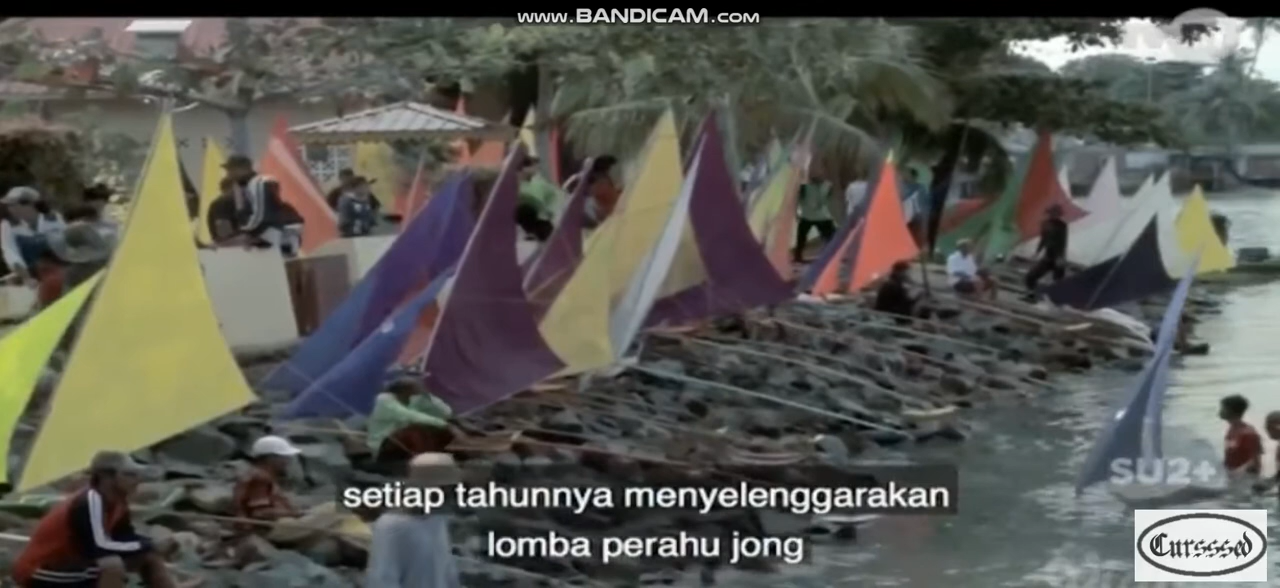 www.BANDICAM.com
setiap tahunnya menyelenggarakan
lomba perahu jong
SU2+
Curssed